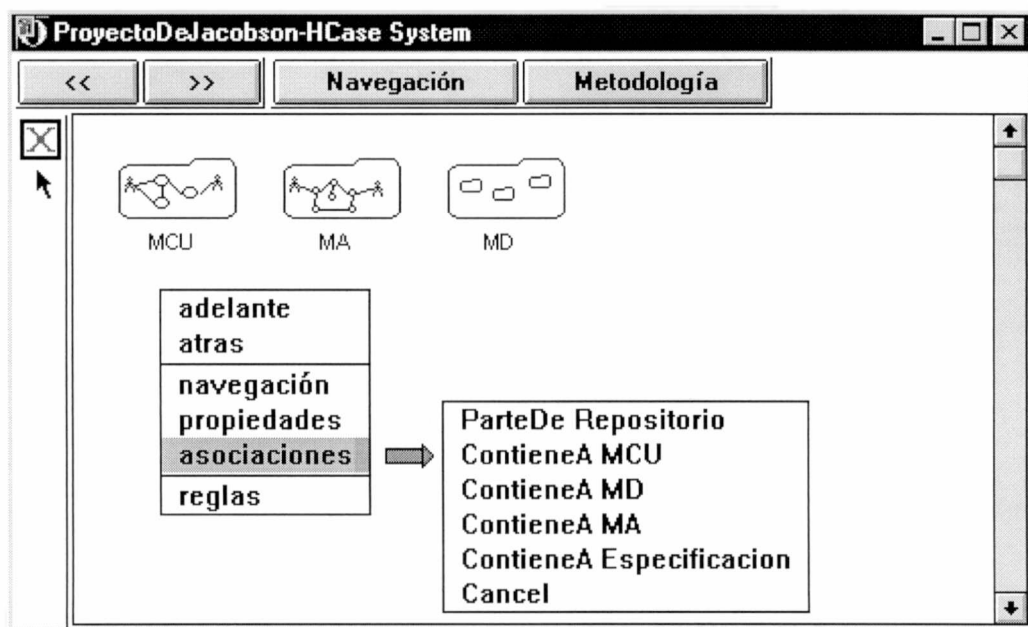 ProyectoDeJacobson-HCase System
<< >> Navegación Metodología
MCU MA MD
adelante
atras
navegación
propiedades
asociaciones
reglas
ParteDe Repositorio
ContieneA MCU
ContieneA MD
ContieneA MA
ContieneA Especificacion
Cancel